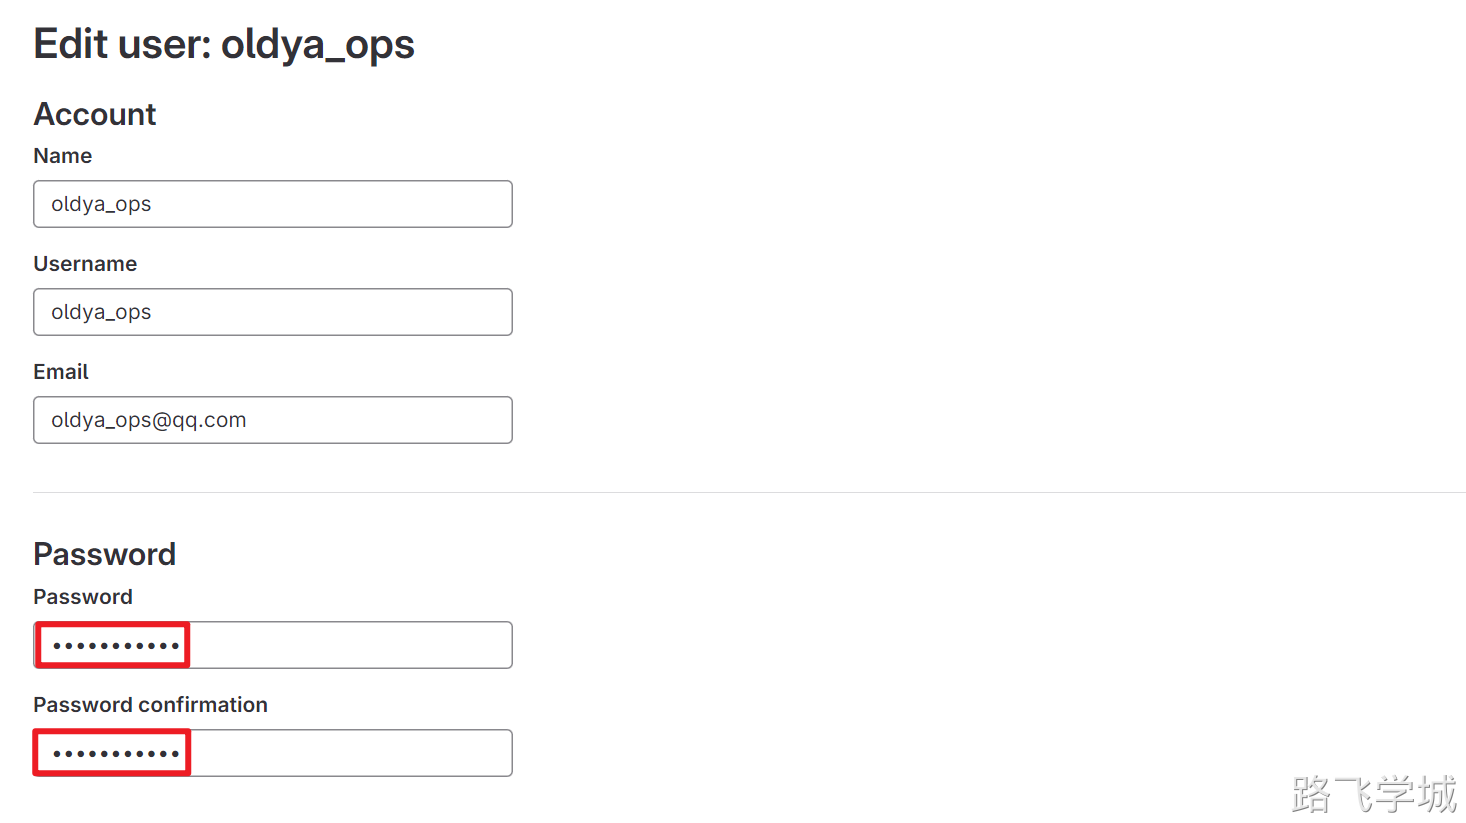 Edit user: oldya_ops
Account
Name
oldya_ops
Username
oldya_ops
Email
oldya_ops@qq.com
Password
Password
•••••••••••
Password confirmation
•••••••••••
路飞学城